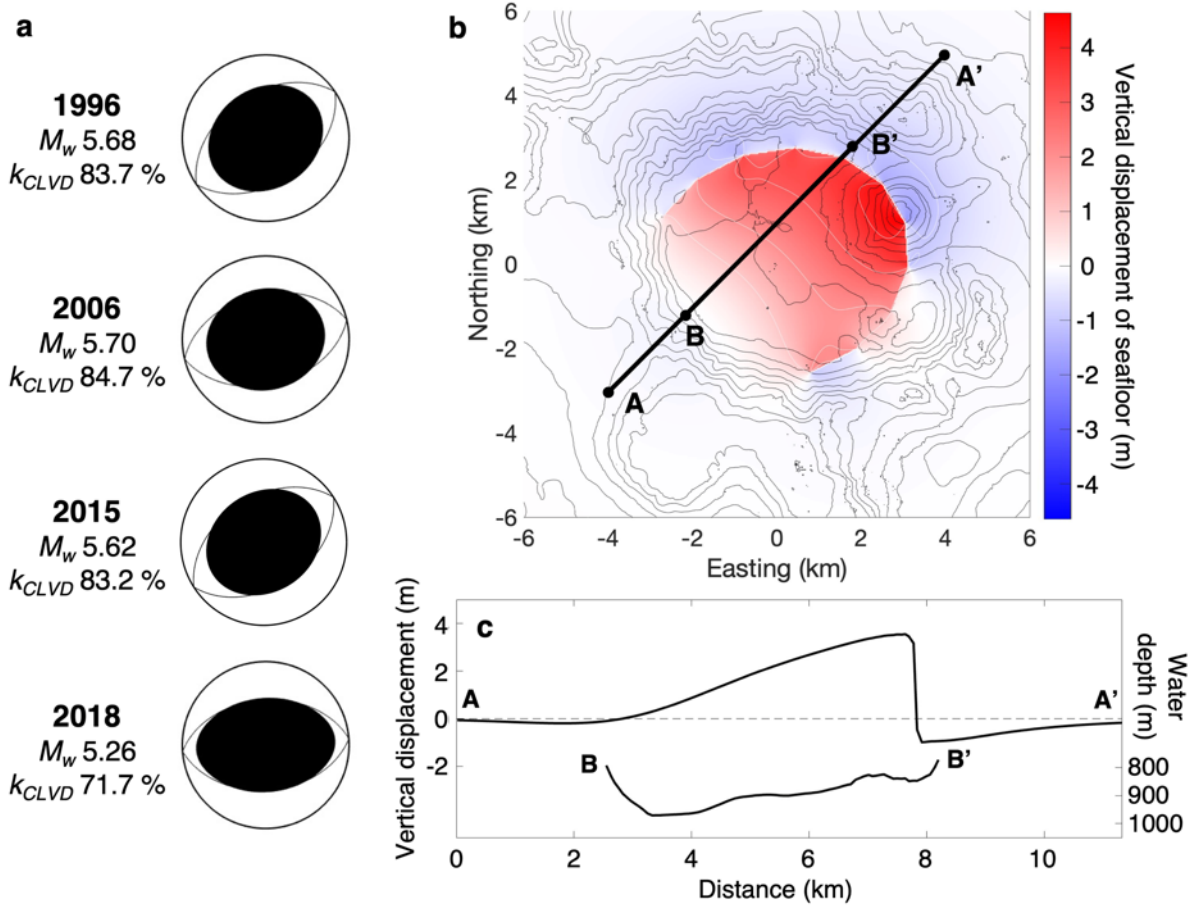 a
1996
Mw 5.68
kCLVD 83.7 %
2006
Mw 5.70
kCLVD 84.7 %
2015
Mw 5.62
kCLVD 83.2 %
2018
Mw 5.26
kCLVD 71.7 %
b
6
4
2
0
-2
-4
-6
Northing (km)
-6
-4
-2
0
2
4
6
Easting (km)
A'
B'
B
A
4
3
2
1
0
-1
-2
-3
-4
Vertical displacement of seafloor (m)
c
Vertical displacement (m)
4
2
0
-2
A
A'
B
B'
Water
depth (m)
800
900
1000
0
2
4
6
8
10
Distance (km)